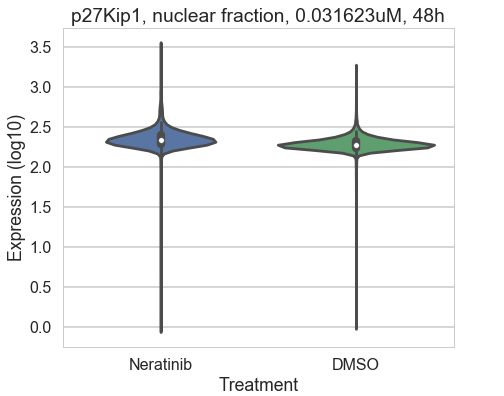 p27Kip1, nuclear fraction, 0.031623uM, 48h
Expression (log10)
3.5
3.0
2.5
2.0
1.5
1.0
0.5
0.0
Neratinib
DMSO
Treatment